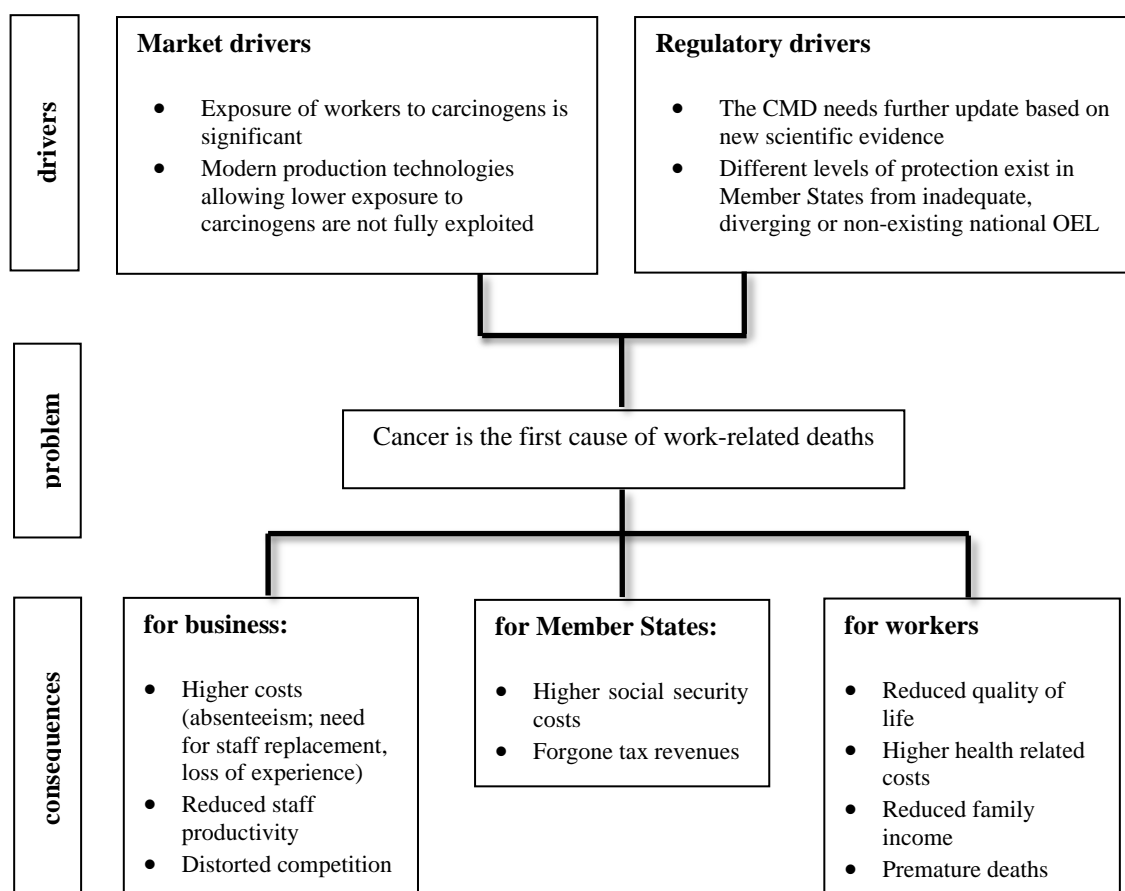 drivers
Market drivers
• Exposure of workers to carcinogens is
significant
• Modern production technologies
allowing lower exposure to
carcinogens are not fully exploited
Regulatory drivers
• The CMD needs further update based on
new scientific evidence
• Different levels of protection exist in
Member States from inadequate,
diverging or non-existing national OEL
problem
Cancer is the first cause of work-related deaths
consequences
for business:
• Higher costs
(absenteeism; need
for staff replacement,
loss of experience)
• Reduced staff
productivity
• Distorted competition
for Member States:
• Higher social security
costs
• Forgone tax revenues
for workers
• Reduced quality of
life
• Higher health related
costs
• Reduced family
income
• Premature deaths